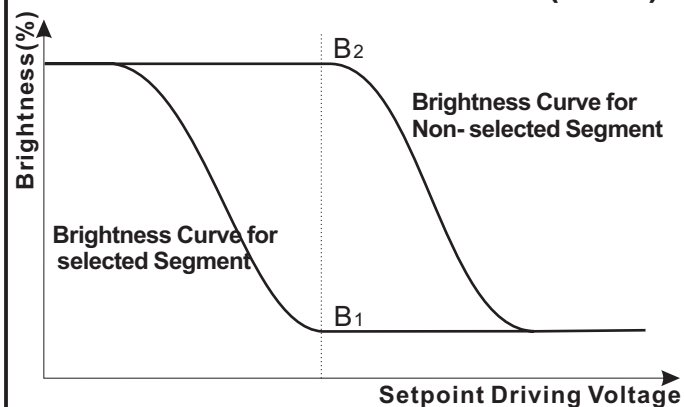 Brightness(%)
B2
Brightness Curve for
Non- selected Segment
Brightness Curve for
selected Segment
B1
Setpoint Driving Voltage